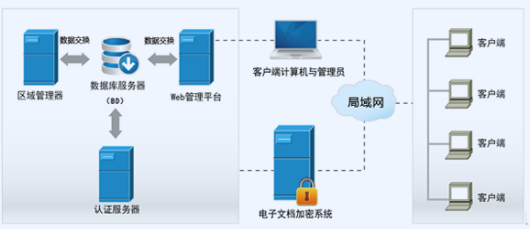 数据交换
数据交换
区域管理器
数据库服务器
（BD）
Web管理平台
认证服务器
客户端计算机与管理员
电子文档加密系统
局域网
客户端
客户端
客户端
客户端